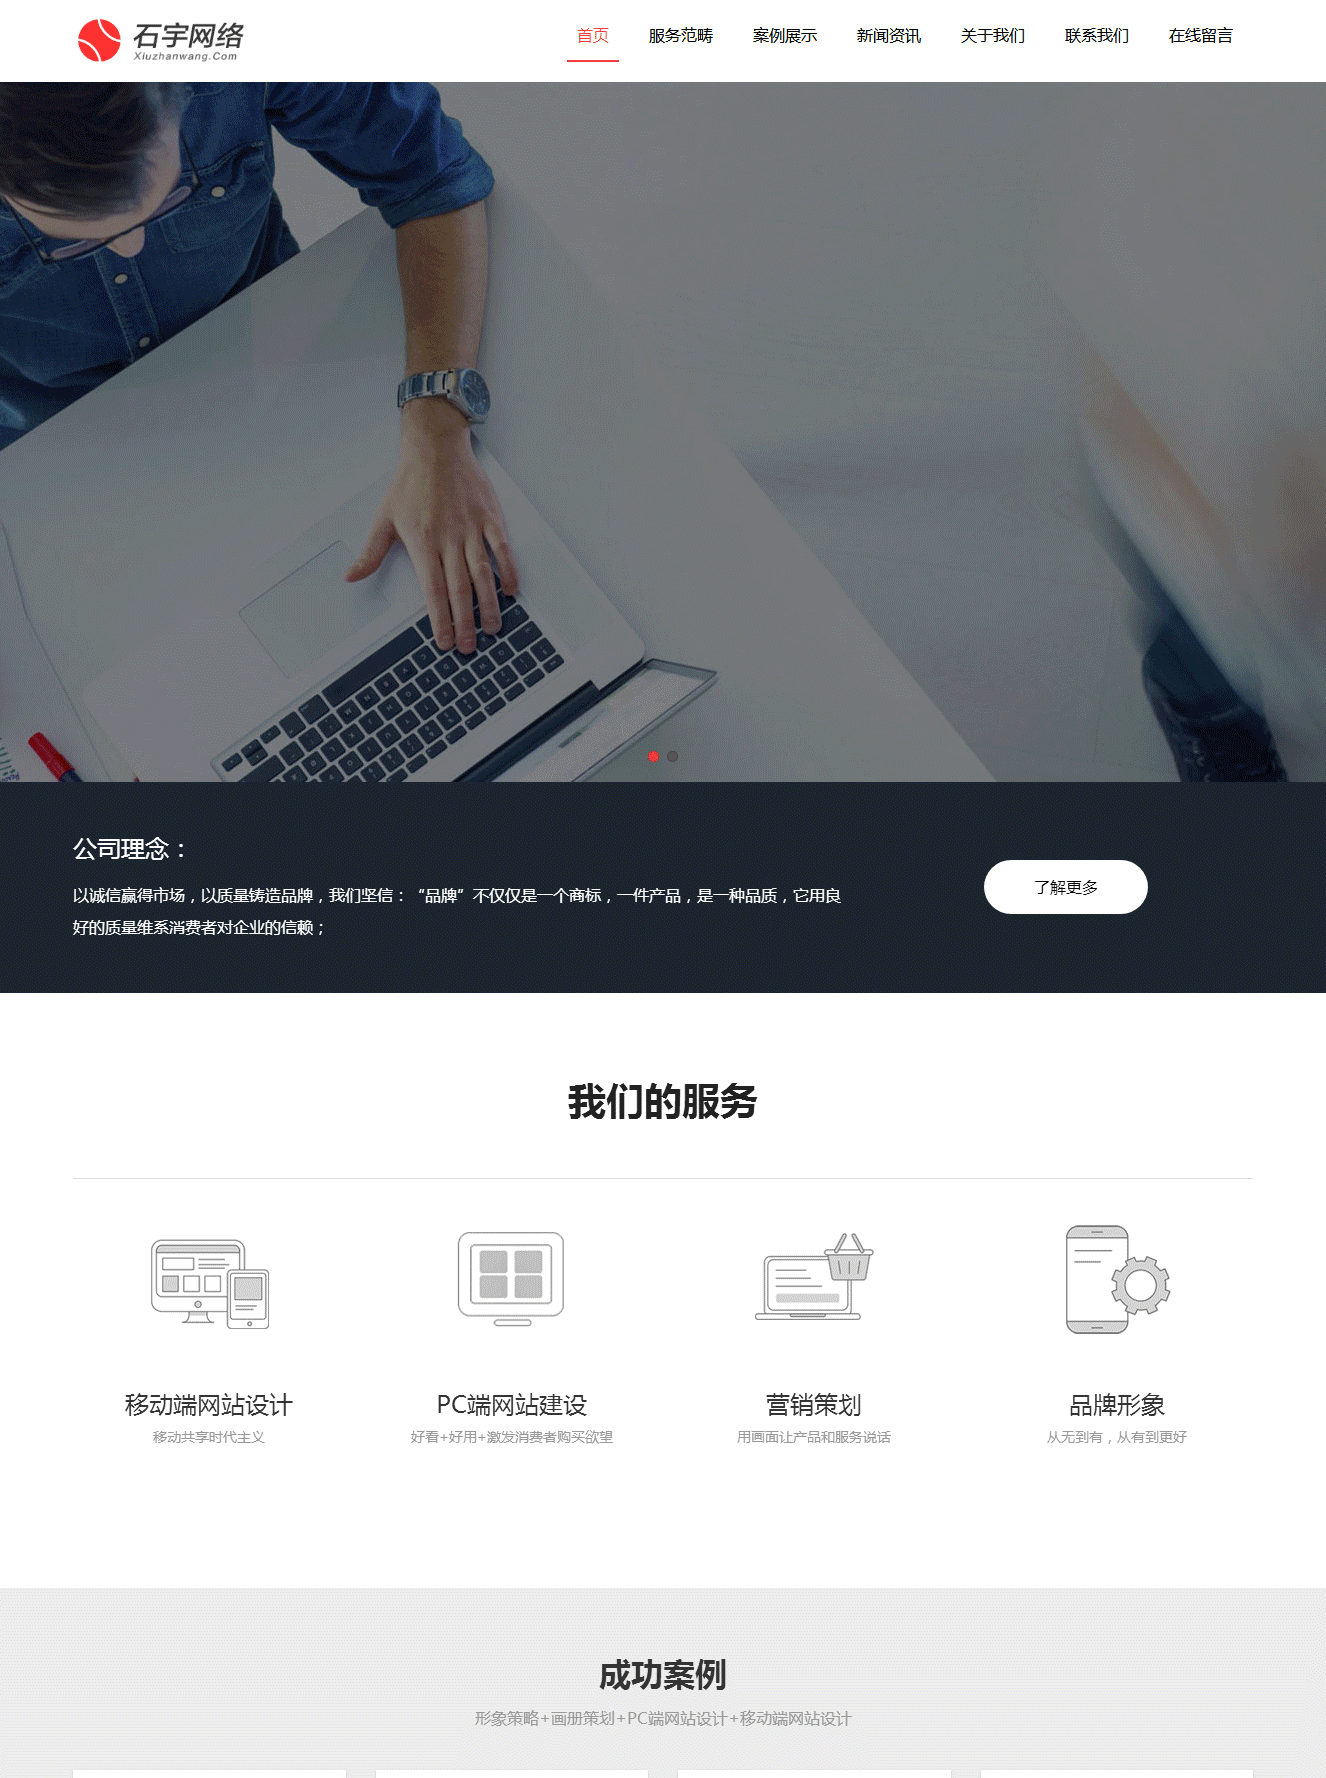 石宇网络
Xiuzhanwang.Com
首页
服务范畴
案例展示
新闻资讯
关于我们
联系我们
在线留言
公司理念：
以诚信赢得市场，以质量铸造品牌，我们坚信：“品牌”不仅仅是一个商标，一件产品，是一种品质，它用良
好的质量维系消费者对企业的信赖；
了解更多
我们的服务
移动端网站设计
移动共享时代主义
PC端网站建设
好看+好用+激发消费者购买欲望
营销策划
用画面让产品和服务说话
品牌形象
从无到有，从有到更好
成功案例
形象策略+画册策划+PC端网站设计+移动端网站设计